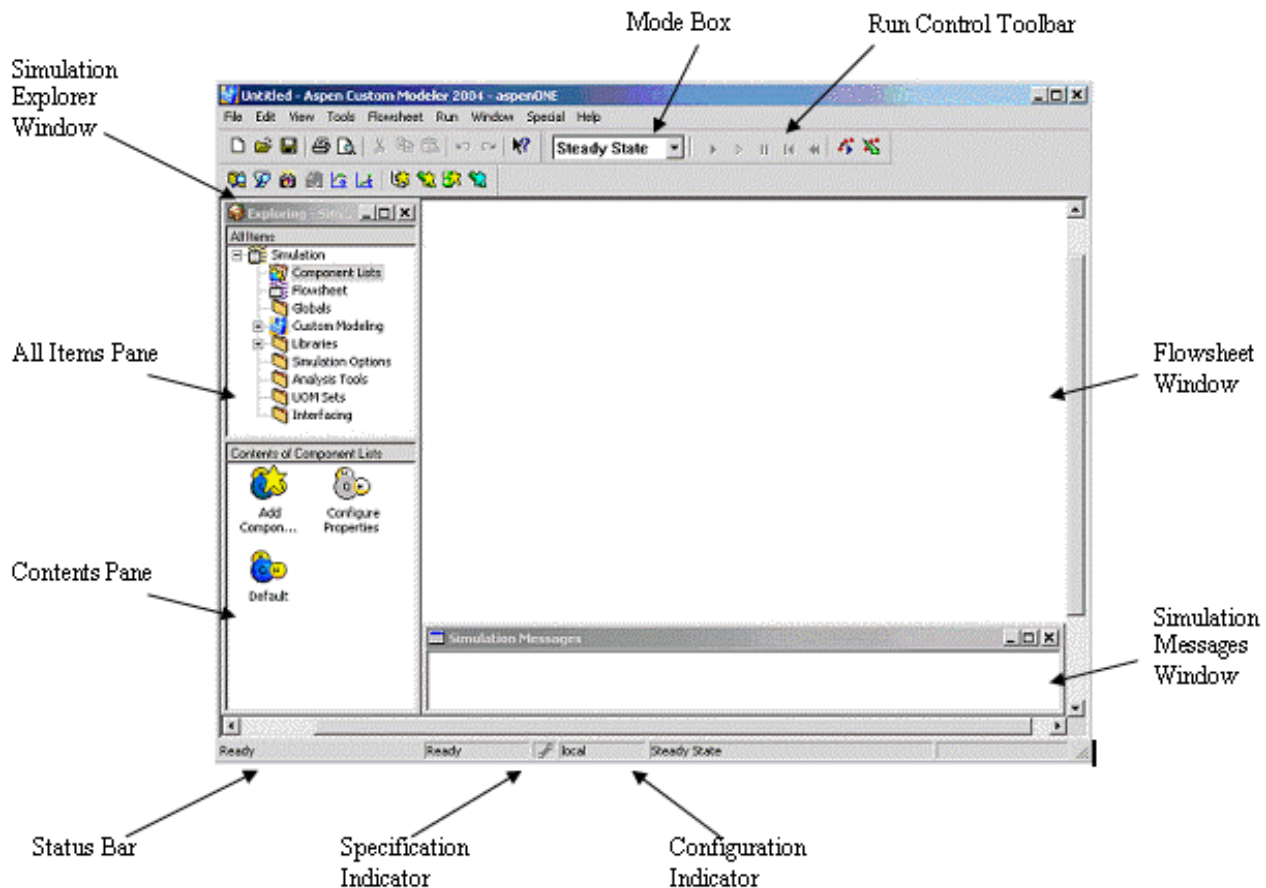 Mode Box
Run Control Toolbar
Simulation
Explorer
Window
Untitled - Aspen Custom Modeler 2004 - aspenONE
File Edit View Tools Flowsheet Run Window Special Help
Steady State
Exploring - Sim...
All Items
Simulation
Component Lists
Flowsheet
Globals
Custom Modeling
Libraries
Simulation Options
Analysis Tools
UOM Sets
Interfacing
All Items Pane
Flowsheet
Window
Contents of Component Lists
Add
Compon...
Configure
Properties
Default
Contents Pane
Simulation Messages
Simulation
Messages
Window
Ready
Ready
local
Steady State
Status Bar
Specification
Indicator
Configuration
Indicator